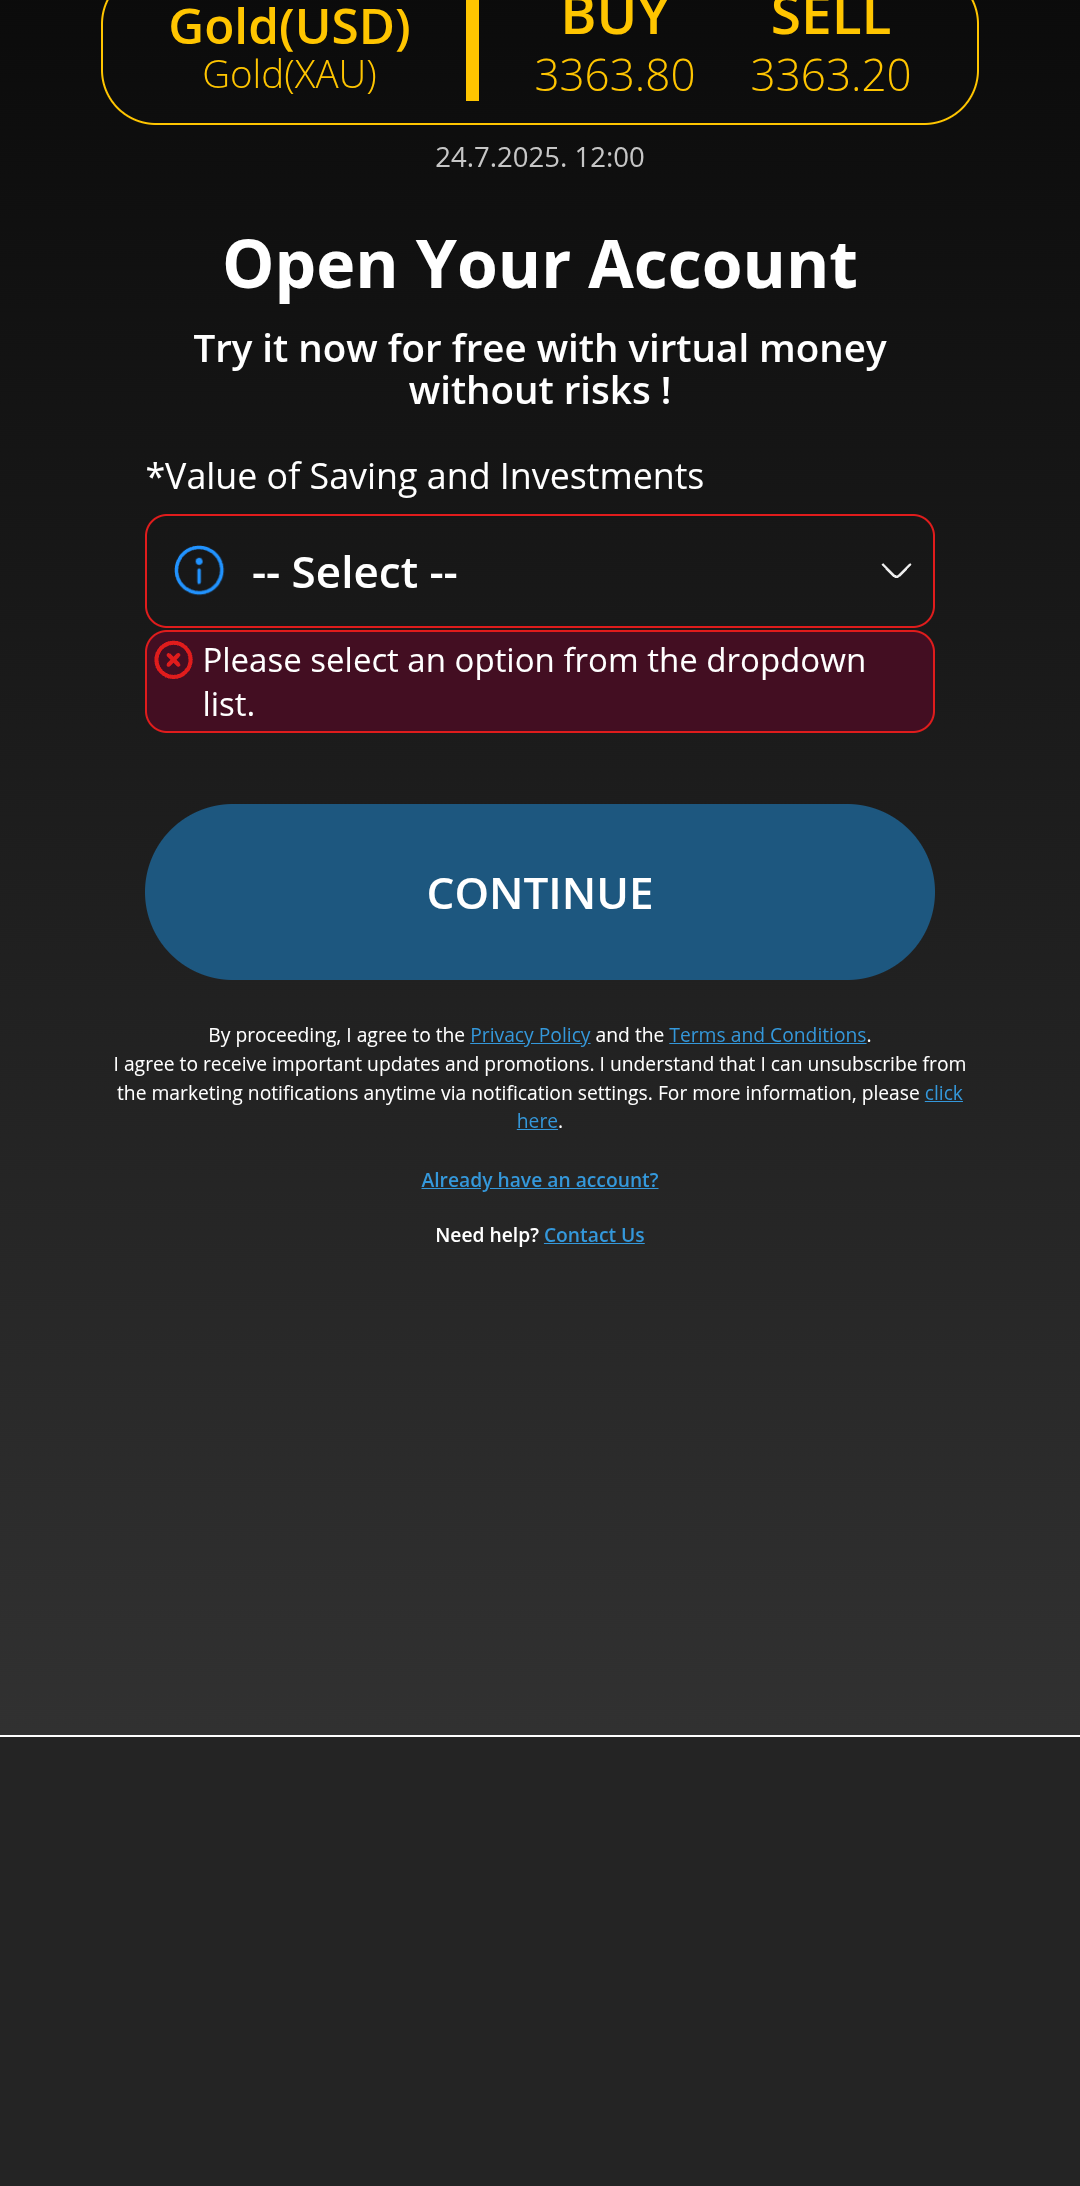 Gold(USD)
Gold(XAU)
BUY SELL
3363.80 3363.20
24.7.2025. 12:00
Open Your Account
Try it now for free with virtual money
without risks !
*Value of Saving and Investments
-- Select --
Please select an option from the dropdown
list.
CONTINUE
By proceeding, I agree to the Privacy Policy and the Terms and Conditions.
I agree to receive important updates and promotions. I understand that I can unsubscribe from
the marketing notifications anytime via notification settings. For more information, please click
here.
Already have an account?
Need help? Contact Us